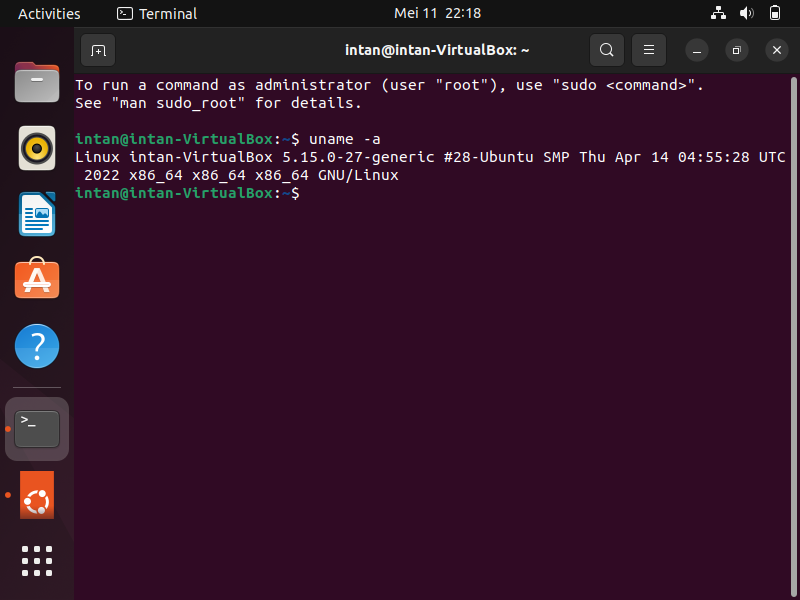 Activities
Terminal
Mei 11 22:18
intan@intan-VirtualBox: ~
To run a command as administrator (user "root"), use "sudo <command>".
See "man sudo_root" for details.
intan@intan-VirtualBox:~$ uname -a
Linux intan-VirtualBox 5.15.0-27-generic #28-Ubuntu SMP Thu Apr 14 04:55:28 UTC
2022 x86_64 x86_64 x86_64 GNU/Linux
intan@intan-VirtualBox:~$